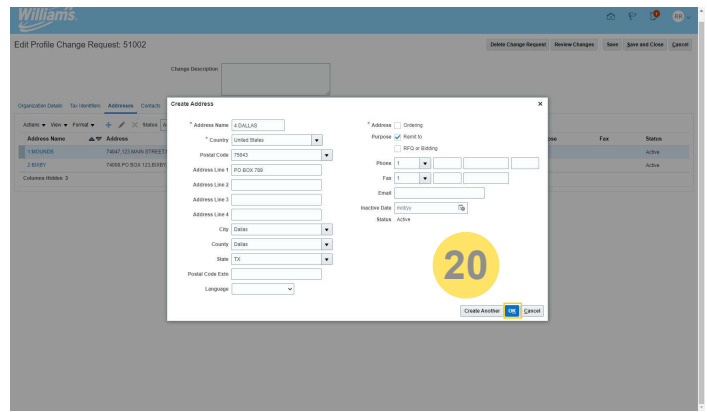 Williams.
RR
Edit Profile Change Request: 51002
Delete Change Request Review Changes Save Save and Close Cancel
Change Description
Organization Details Tax Identifiers Addresses Contacts
Create Address
Actions View Format Status
Address Name Address Fax Status
1 MOUNDS 74047,123 MAIN STREET, Active
2 BIXBY 74008,PO BOX 123,BIXBY Active
Columns Hidden 3
* Address Name 4 DALLAS
* Country United States
Postal Code 75043
Address Line 1 PO BOX 789
Address Line 2
Address Line 3
Address Line 4
City Dallas
County Dallas
State TX
Postal Code Extn
Language
* Address Purpose
Ordering
Remit to
RFQ or Bidding
Phone 1
Fax 1
Email
Inactive Date m/d/yy
Status Active
20
Create Another OK Cancel